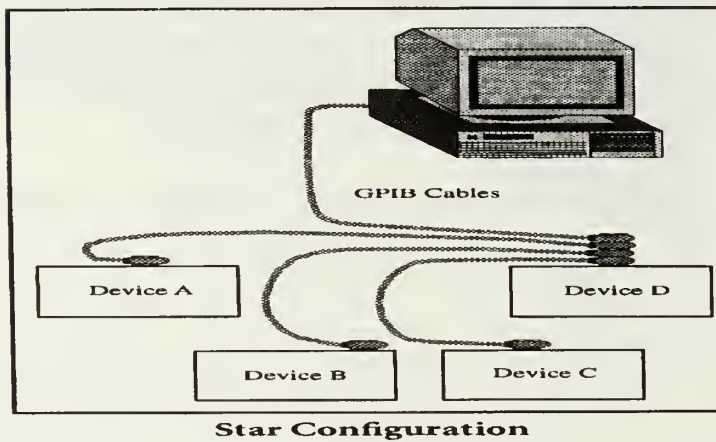 GPIB Cables
Device A
Device D
Device B
Device C
Star Configuration